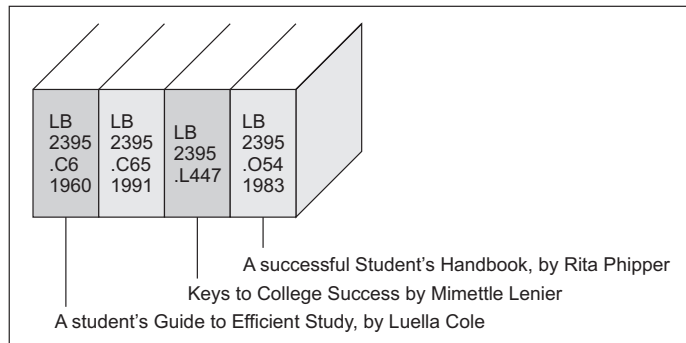 LB
2395
.C6
1960
LB
2395
.C65
1991
LB
2395
.L447
LB
2395
.O54
1983
A successful Student's Handbook, by Rita Phipper
Keys to College Success by Mimettle Lenier
A student's Guide to Efficient Study, by Luella Cole